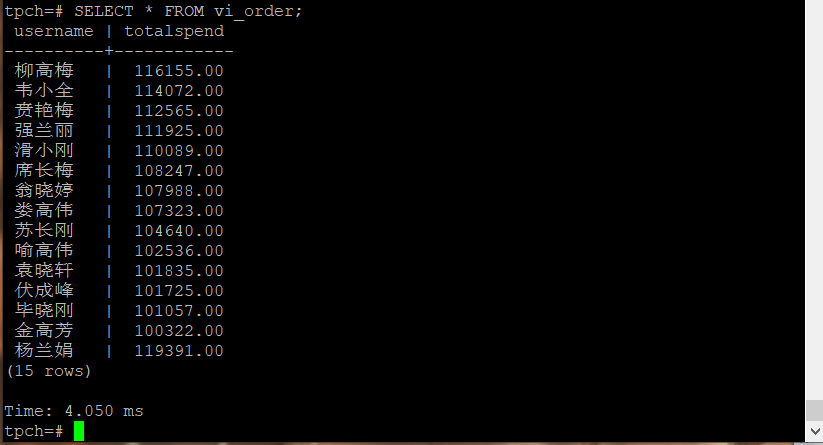 tpch=# SELECT * FROM vi_order;
 username | totalspend
----------+------------
 柳高梅   |  116155.00
 韦小全   |  114072.00
 贲艳梅   |  112565.00
 强兰丽   |  111925.00
 滑小刚   |  110089.00
 席长梅   |  108247.00
 翁晓婷   |  107988.00
 娄高伟   |  107323.00
 苏长刚   |  104640.00
 喻高伟   |  102536.00
 袁晓轩   |  101835.00
 伏成峰   |  101725.00
 毕晓刚   |  101057.00
 金高芳   |  100322.00
 杨兰娟   |  119391.00
(15 rows)
Time: 4.050 ms
tpch=#